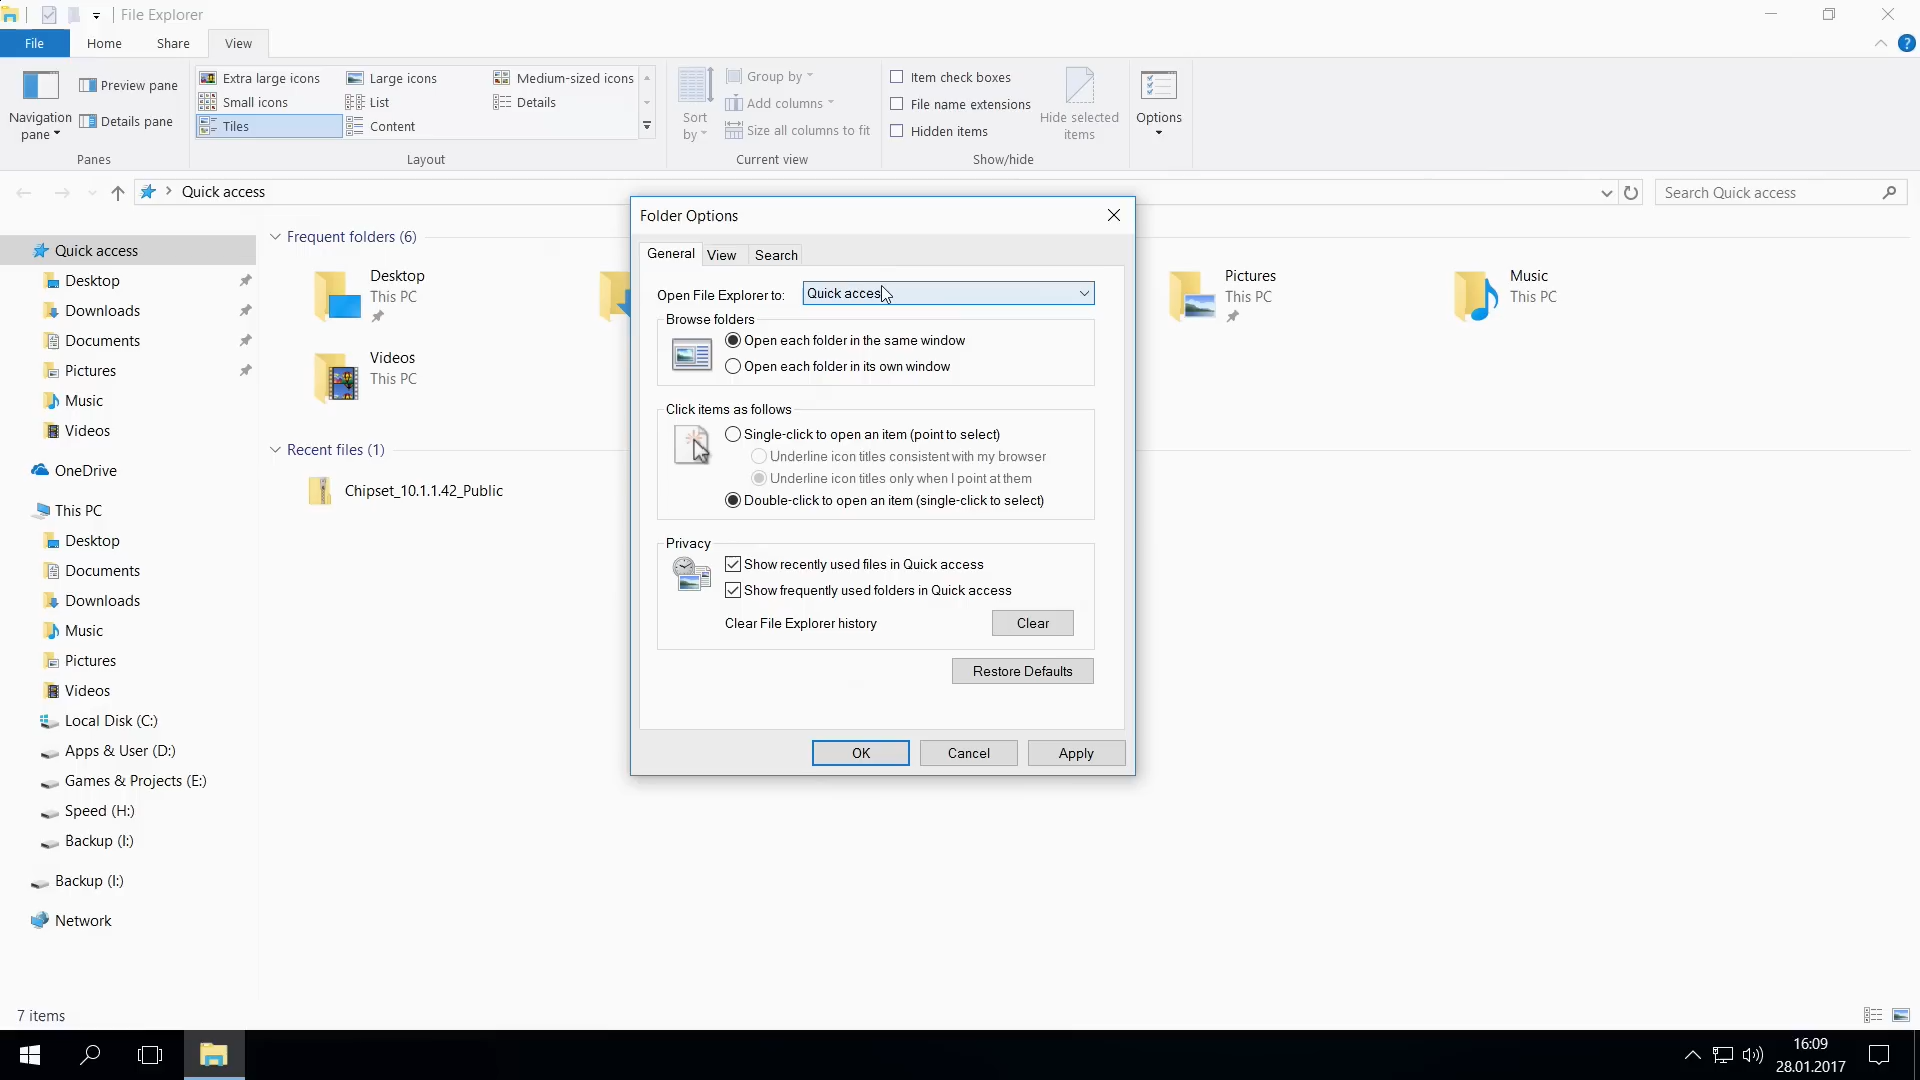 File Explorer
File Home Share View
Navigation pane
Preview pane
Details pane
Panes
Extra large icons Large icons Medium-sized icons
Small icons List Details
Tiles Content
Layout
Sort by
Group by
Add columns
Size all columns to fit
Current view
Item check boxes
File name extensions
Hidden items
Hide selected items
Show/hide
Options
Quick access
Search Quick access
Quick access
Desktop
Downloads
Documents
Pictures
Music
Videos
OneDrive
This PC
Desktop
Documents
Downloads
Music
Pictures
Videos
Local Disk (C:)
Apps & User (D:)
Games & Projects (E:)
Speed (H:)
Backup (I:)
Backup (I:)
Network
Frequent folders (6)
Desktop
This PC
Pictures
This PC
Music
This PC
Videos
This PC
Recent files (1)
Chipset_10.1.1.42_Public
Folder Options
General View Search
Open File Explorer to: Quick access
Browse folders
Open each folder in the same window
Open each folder in its own window
Click items as follows
Single-click to open an item (point to select)
Underline icon titles consistent with my browser
Underline icon titles only when I point at them
Double-click to open an item (single-click to select)
Privacy
Show recently used files in Quick access
Show frequently used folders in Quick access
Clear File Explorer history Clear
Restore Defaults
OK Cancel Apply
7 items
16:09
28.01.2017